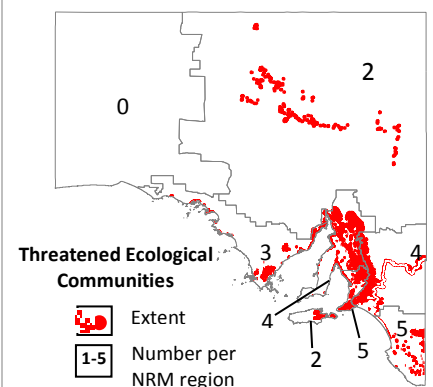 2
0
3
4
Threatened Ecological
Communities
Extent
4
5
1-5
Number per
NRM region
2
5